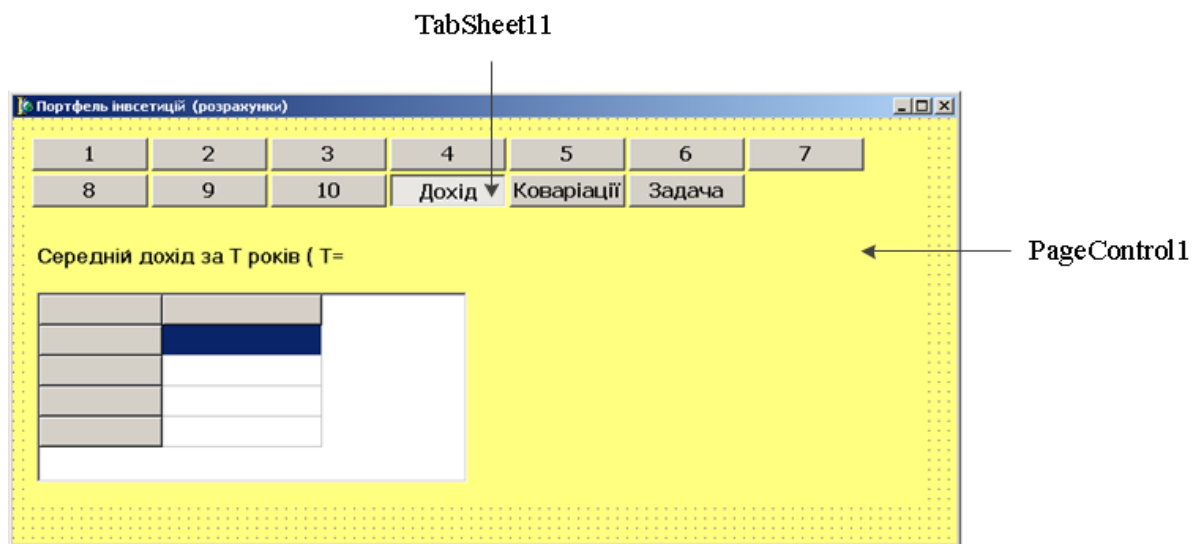 TabSheet11
Портфель інвсетицій (розрахунки)
1 2 3 4 5 6 7
8 9 10 Дохід Коваріації Задача
Середній дохід за Т років ( Т=
PageControl1